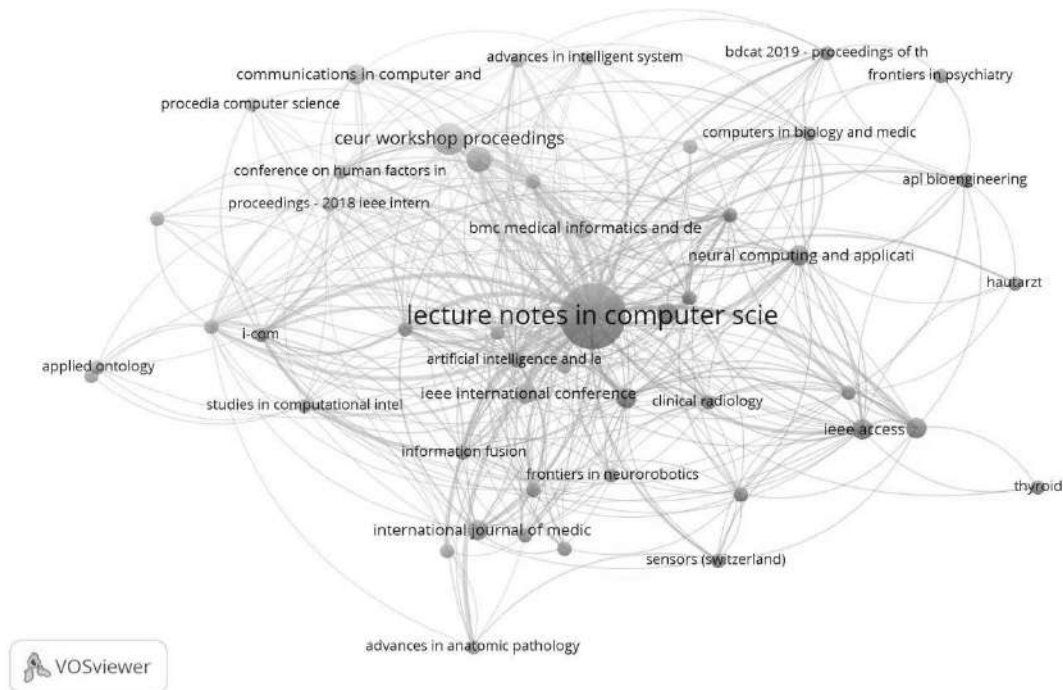 bdcat 2019 - proceedings of th
advances in intelligent system
communications in computer and
frontiers in psychiatry
procedia computer science
ceur workshop proceedings
computers in biology and medic
conference on human factors in
apl bioengineering
proceedings - 2018 ieee intern
bmc medical informatics and de
neural computing and applicati
hautarzt
lecture notes in computer scie
i-com
artificial intelligence and la
applied ontology
ieee international conference
studies in computational intel
clinical radiology
ieee access
information fusion
frontiers in neurorobotics
thyroid
international journal of medic
sensors (switzerland)
advances in anatomic pathology
VOSviewer